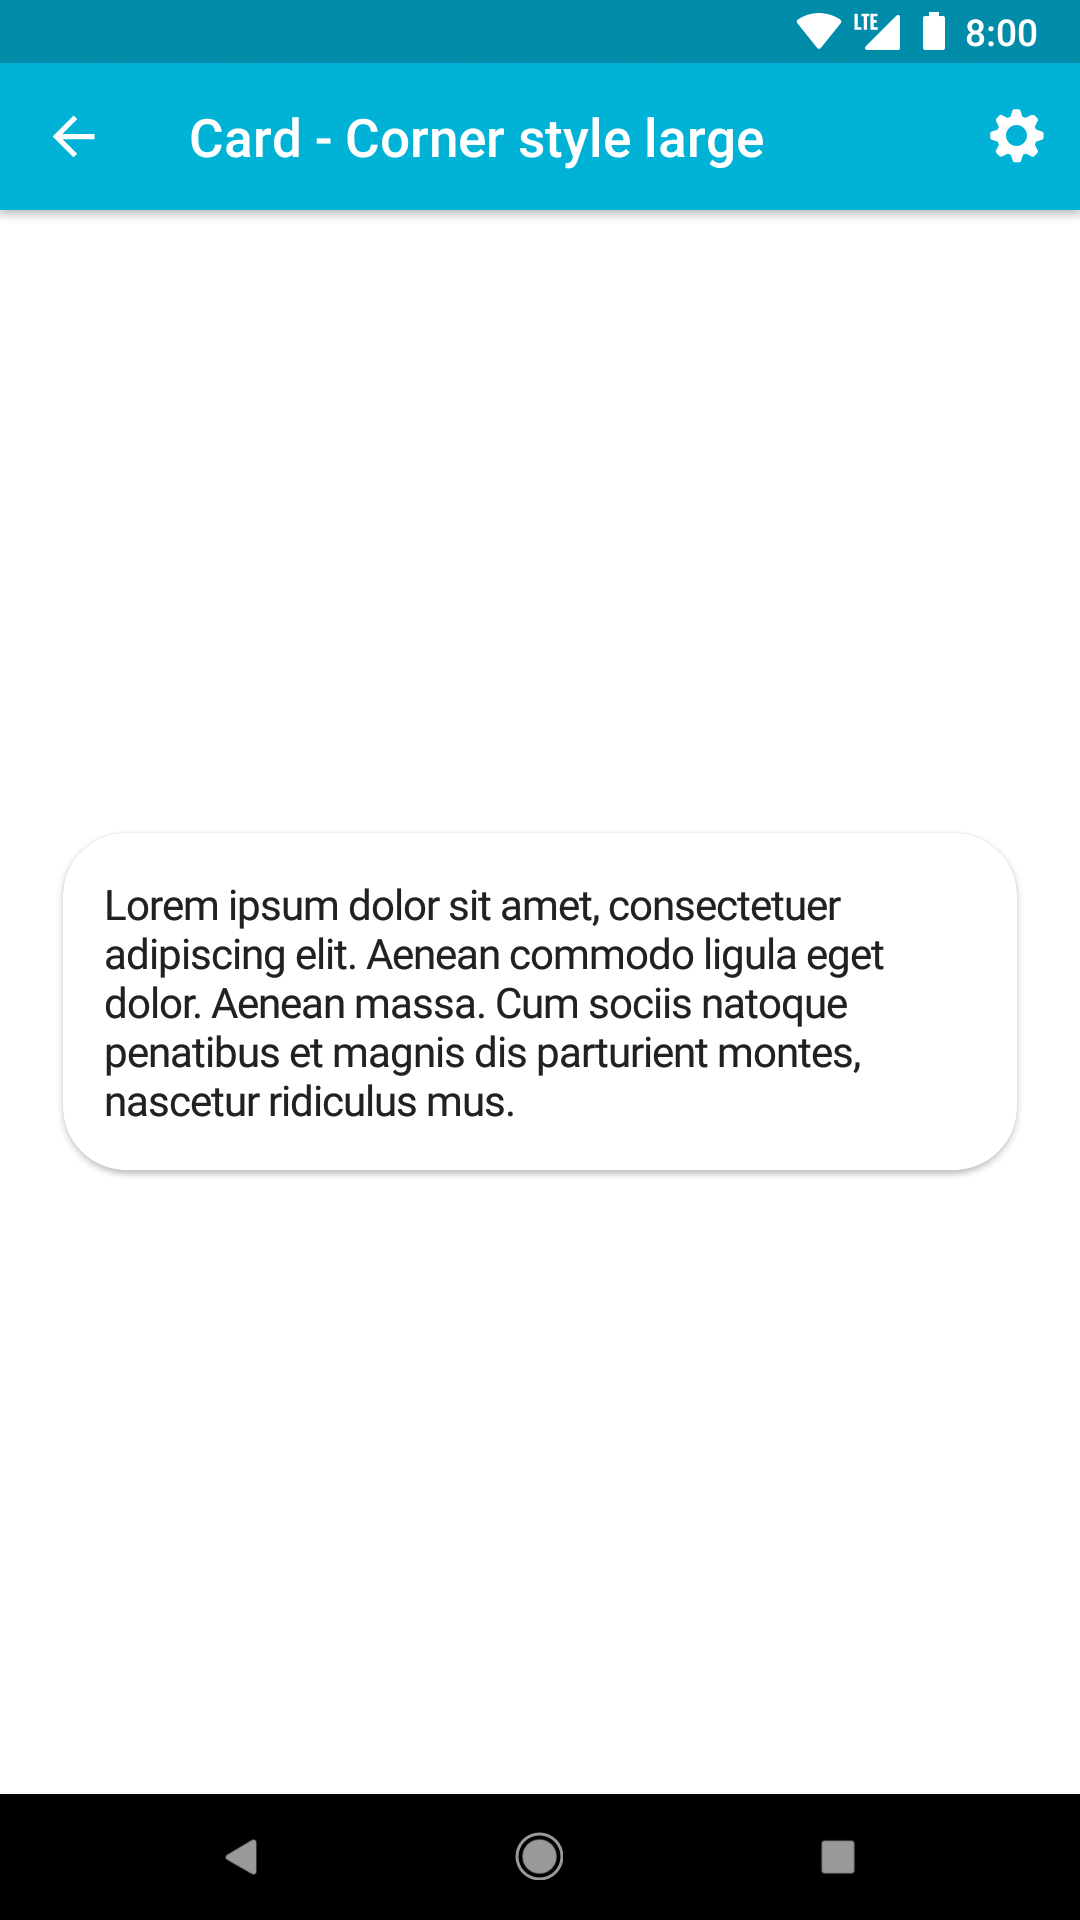 LTE 8:00
Card - Corner style large
Lorem ipsum dolor sit amet, consectetuer
adipiscing elit. Aenean commodo ligula eget
dolor. Aenean massa. Cum sociis natoque
penatibus et magnis dis parturient montes,
nascetur ridiculus mus.